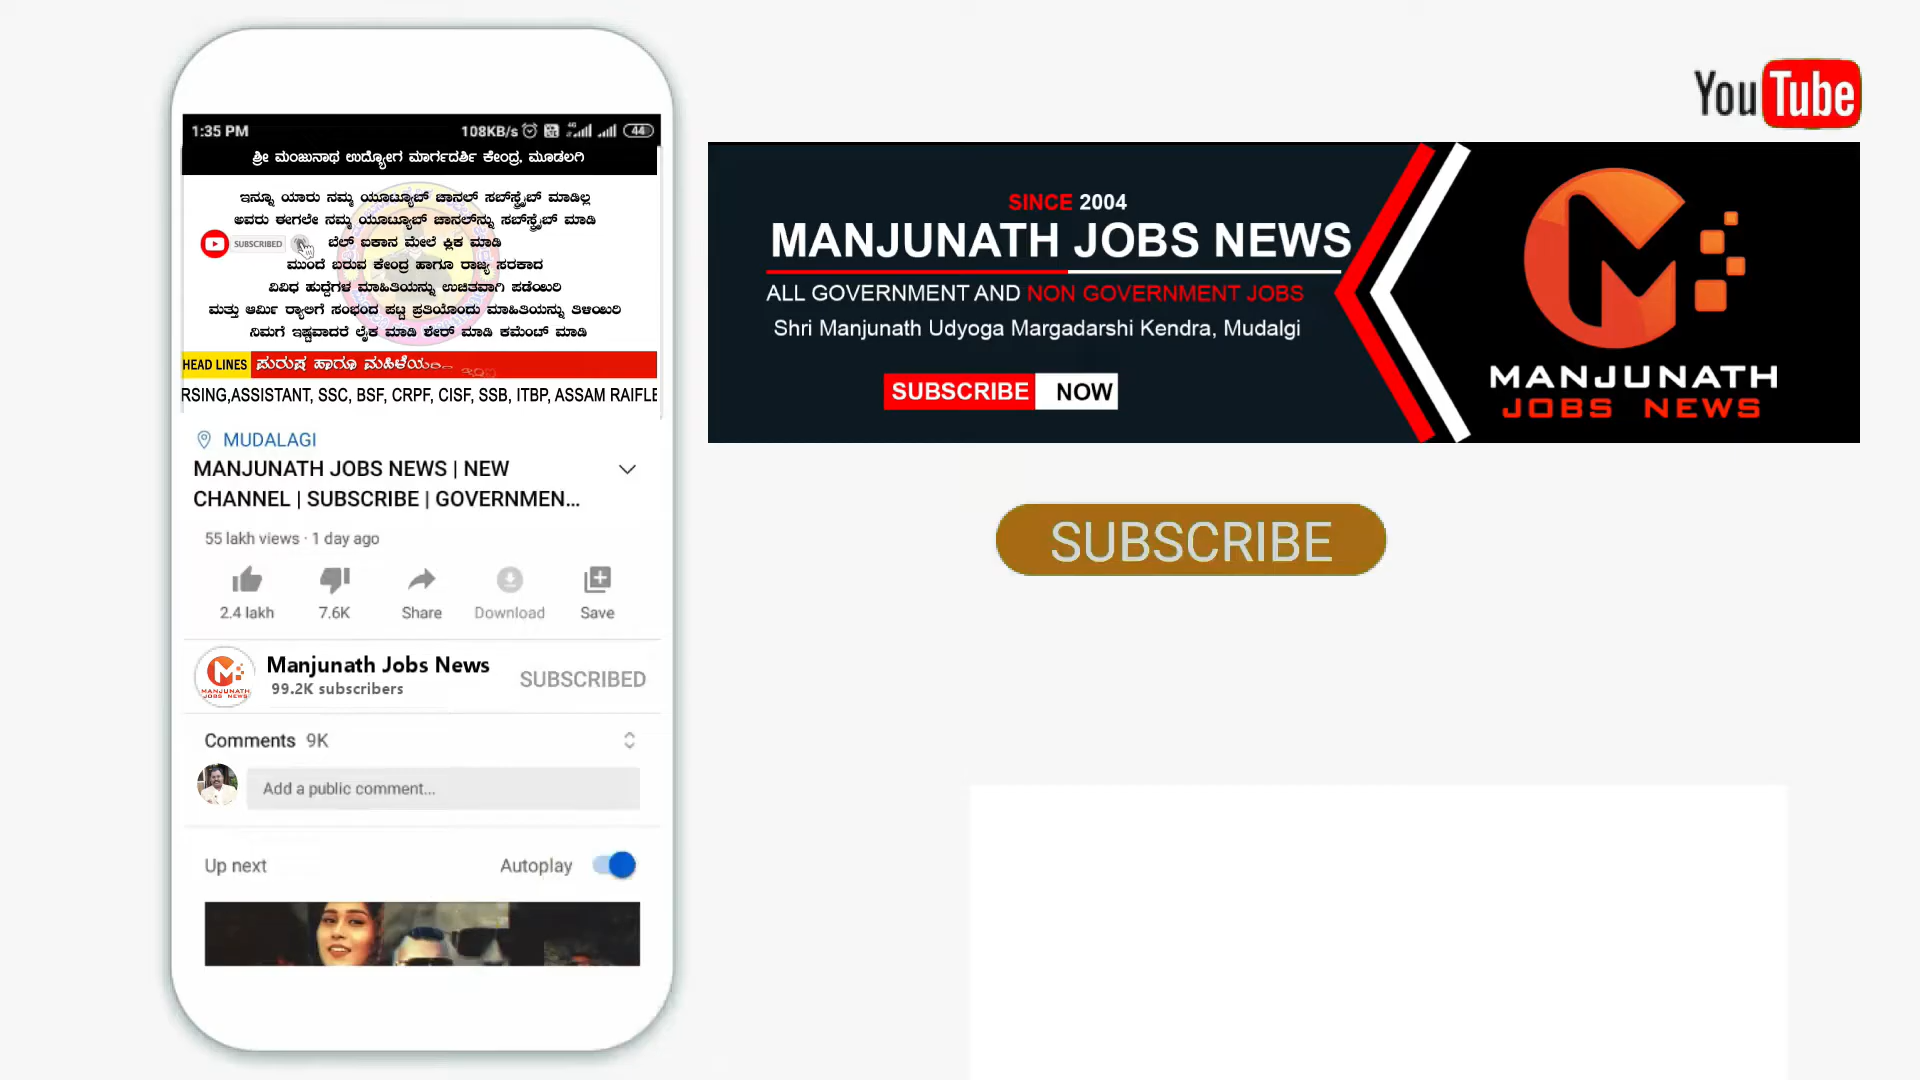 1:35 PM 108KB/s 4G 44
ಶ್ರೀ ಮಂಜುನಾಥ ಉದ್ಯೋಗ ಮಾರ್ಗದರ್ಶಿ ಕೇಂದ್ರ, ಮೂಡಲಗಿ
ಇನ್ನೂ ಯಾರು ನಮ್ಮ ಯೂಟ್ಯೂಬ್ ಚಾನಲ್ ಸಬ್‌ಸ್ಕ್ರೈಬ್ ಮಾಡಿಲ್ಲ
ಅವರು ಈಗಲೇ ನಮ್ಮ ಯೂಟ್ಯೂಬ್ ಚಾನಲ್‌ನ್ನು ಸಬ್‌ಸ್ಕ್ರೈಬ್ ಮಾಡಿ
SUBSCRIBED
ಬೆಲ್ ಐಕಾನ ಮೇಲೆ ಕ್ಲಿಕ ಮಾಡಿ
ಮುಂದೆ ಬರುವ ಕೇಂದ್ರ ಹಾಗೂ ರಾಜ್ಯ ಸರಕಾದ
ವಿವಿಧ ಹುದ್ದೆಗಳ ಮಾಹಿತಿಯನ್ನು ಉಚಿತವಾಗಿ ಪಡೆಯಿರಿ
ಮತ್ತು ಆರ್ಮಿ ರ‍್ಯಾಲಿಗೆ ಸಂಭಂದ ಪಟ್ಟ ಪ್ರತಿಯೊಂದು ಮಾಹಿತಿಯನ್ನು ತಿಳಿಯಿರಿ
ನಿಮಗೆ ಇಷ್ಟವಾದರೆ ಲೈಕ ಮಾಡಿ ಶೇರ್ ಮಾಡಿ ಕಮೆಂಟ್ ಮಾಡಿ
HEAD LINES ಪುರುಷ ಹಾಗೂ
RSING,ASSISTANT, SSC, BSF, CRPF, CISF, SSB, ITBP, ASSAM RAIFLE
MUDALAGI
MANJUNATH JOBS NEWS | NEW
CHANNEL | SUBSCRIBE | GOVERNMEN...
55 lakh views · 1 day ago
2.4 lakh 7.6K Share Download Save
MANJUNATH
JOBS NEWS
Manjunath Jobs News
99.2K subscribers
SUBSCRIBED
Comments 9K
Add a public comment...
Up next Autoplay
YouTube
SINCE 2004
MANJUNATH JOBS NEWS
ALL GOVERNMENT AND NON GOVERNMENT JOBS
Shri Manjunath Udyoga Margadarshi Kendra, Mudalgi
SUBSCRIBE NOW
MANJUNATH
JOBS NEWS
SUBSCRIBE